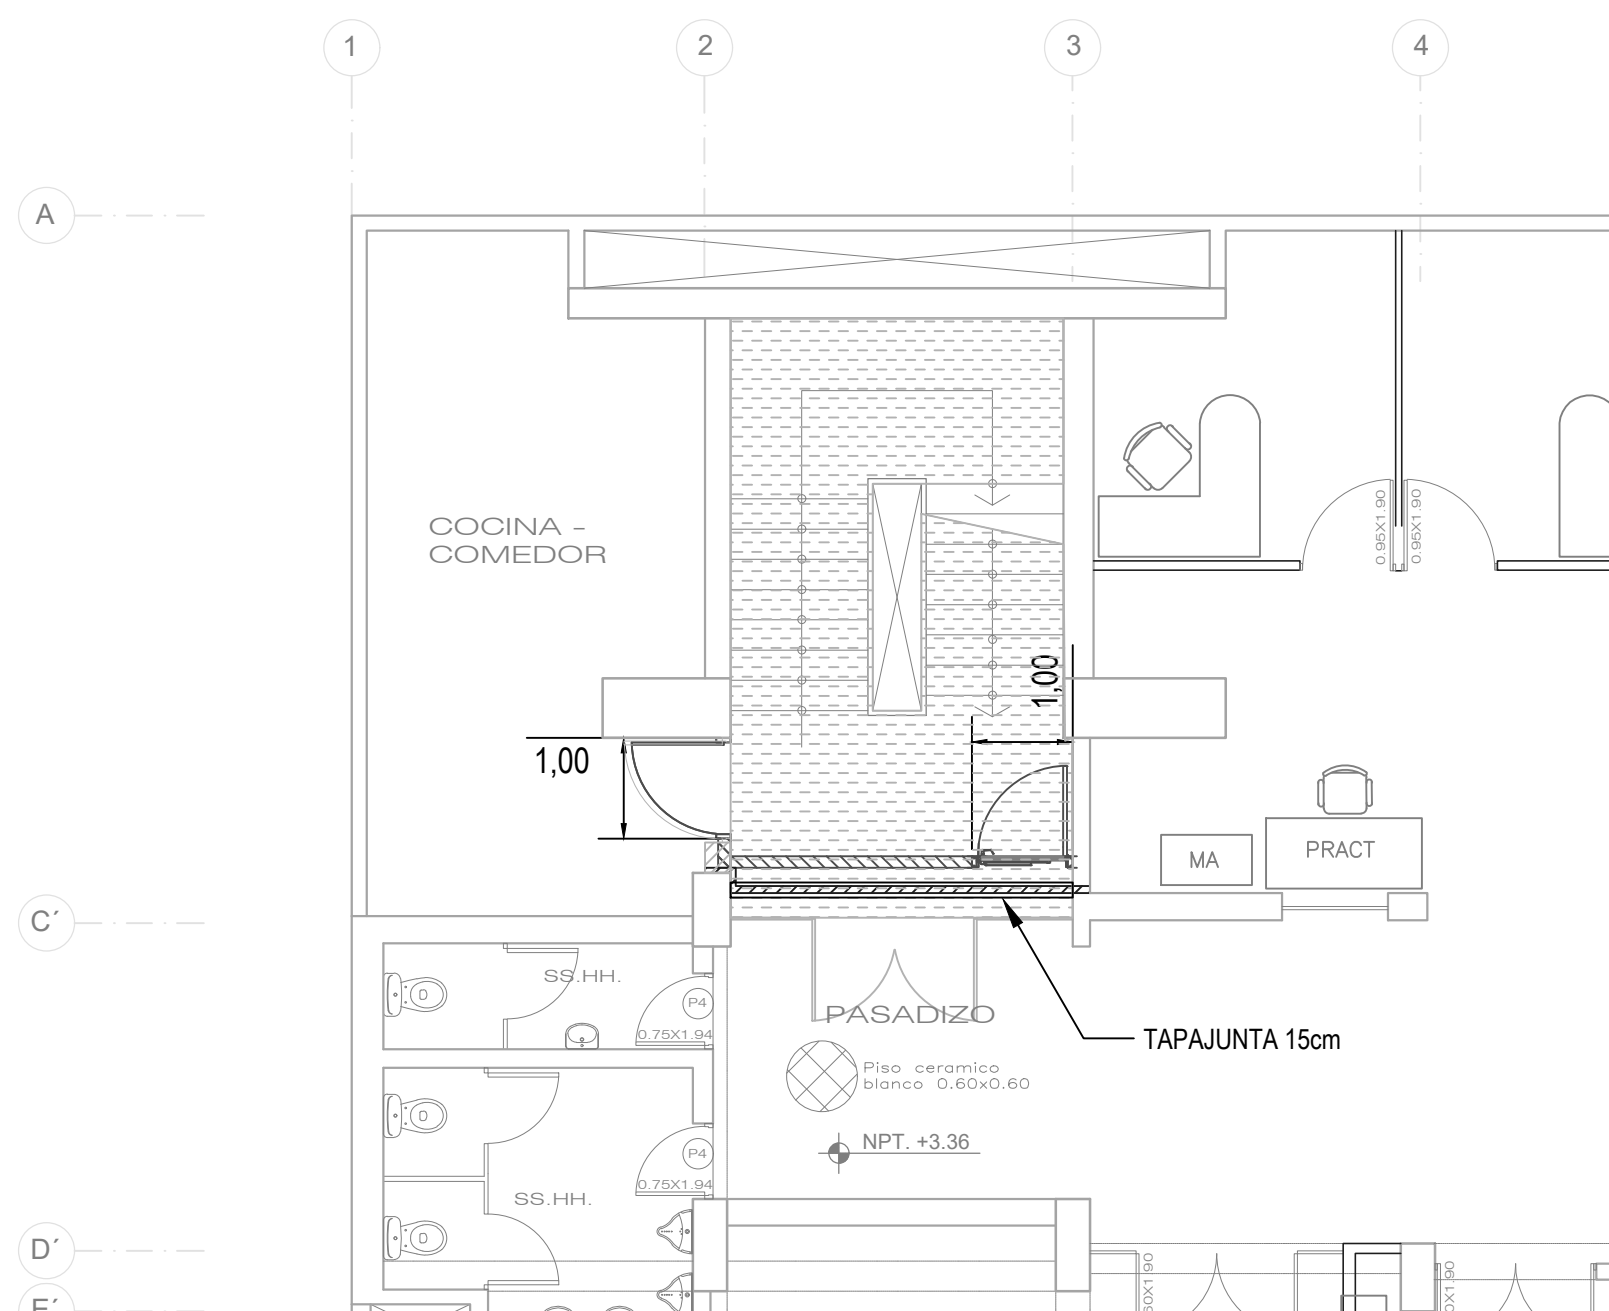 1
2
3
4
A
COCINA -
COMEDOR
0.95X1.90
0.95X1.90
1,00
1,00
MA
PRACT
C´
SS.HH.
P4
0.75X1.94
PASADIZO
TAPAJUNTA 15cm
Piso ceramico
blanco 0.60x0.60
NPT. +3.36
P4
0.75X1.94
SS.HH.
D´